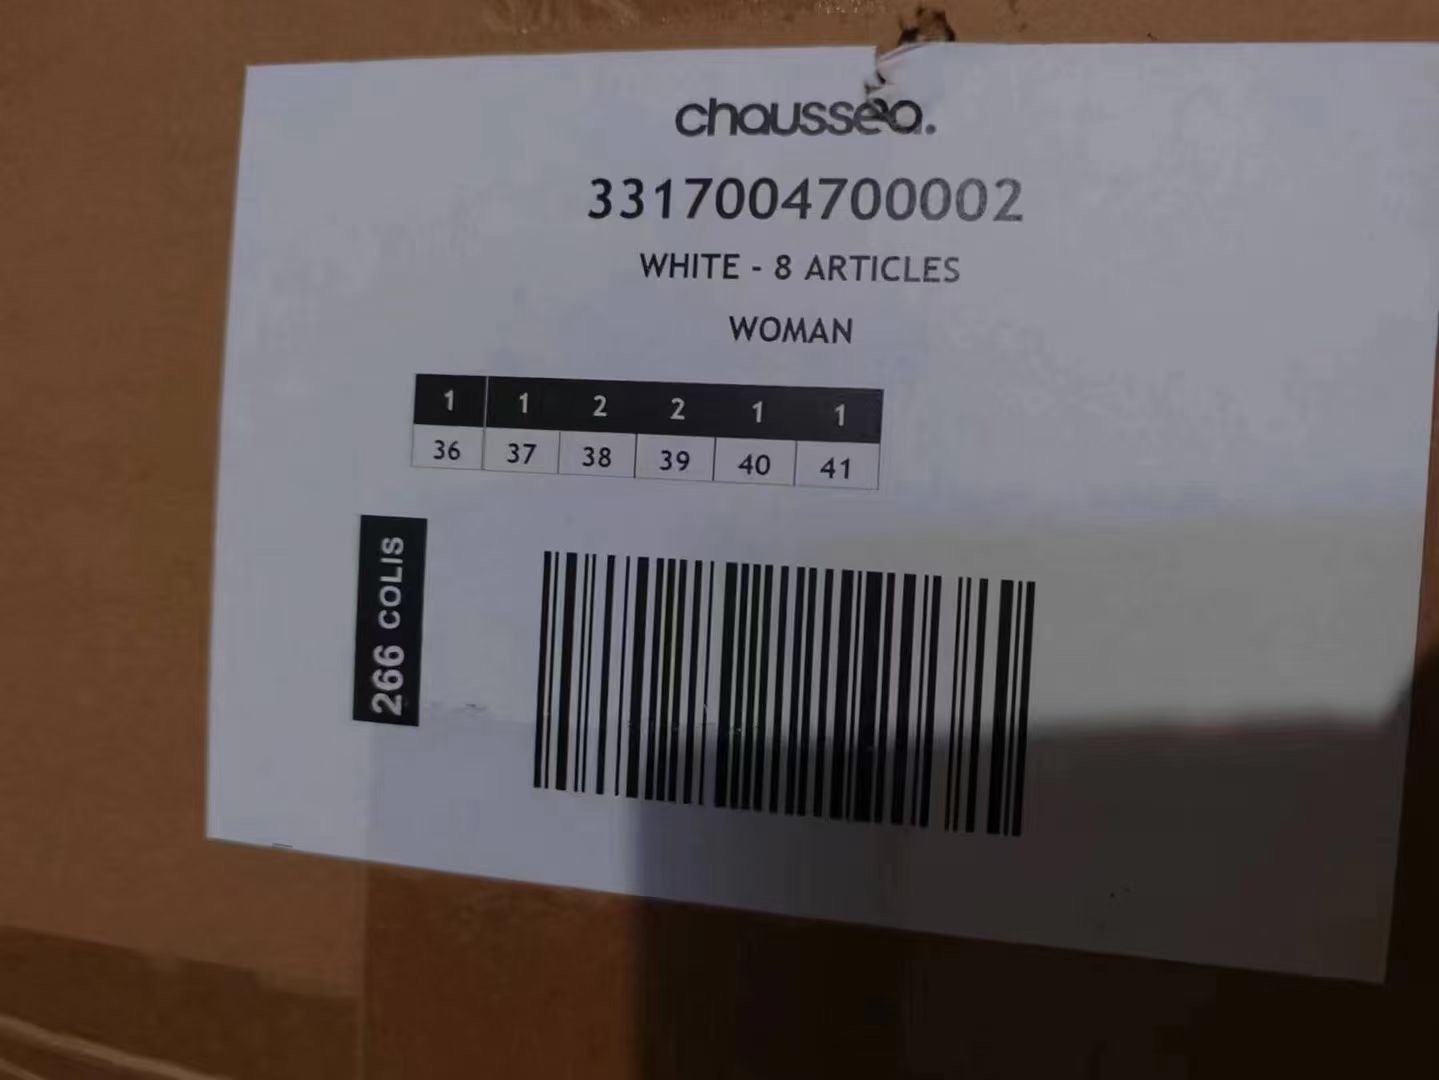 chaussea.
3317004700002
WHITE - 8 ARTICLES
WOMAN
1 1 2 2 1 1
36 37 38 39 40 41
266 COLIS